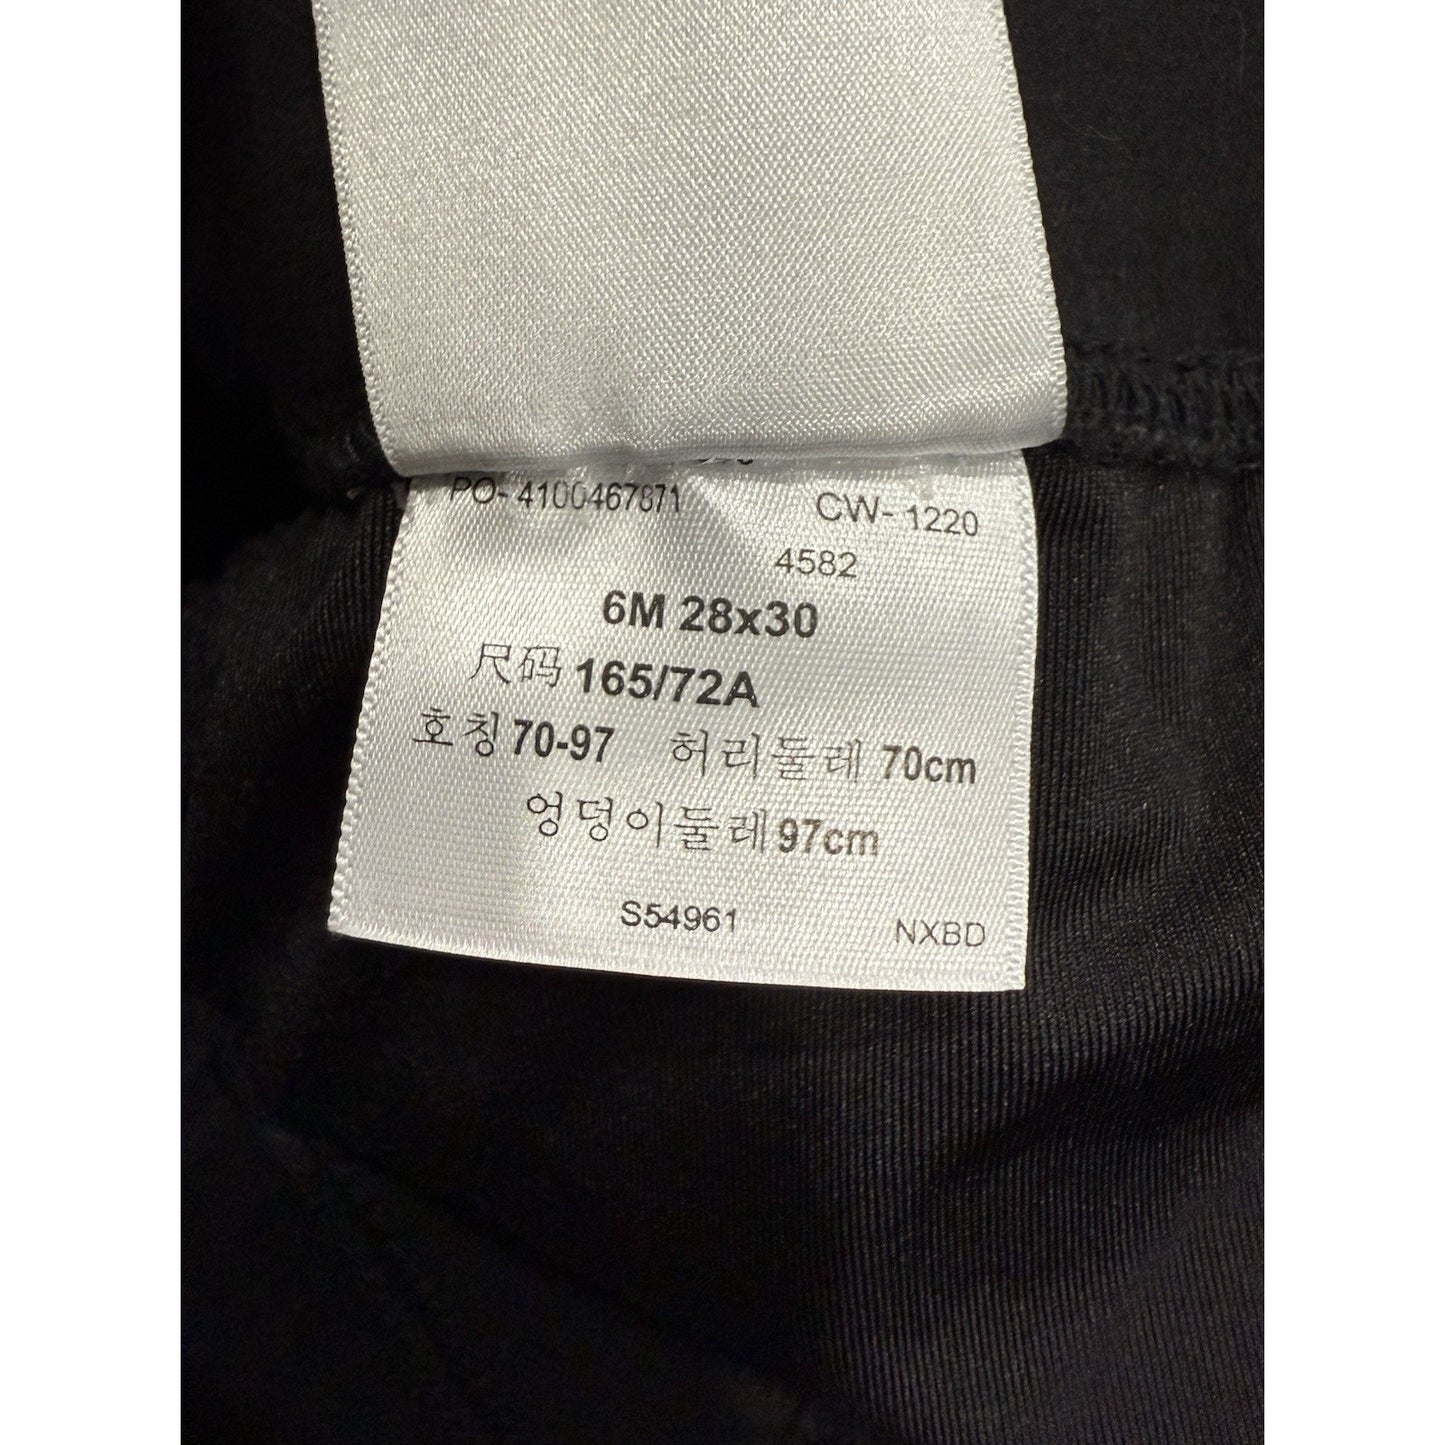 PO- 4100467871 CW- 1220
4582
6M 28x30
尺码 165/72A
호칭 70-97 허리둘레 70cm
엉덩이둘레 97cm
S54961 NXBD